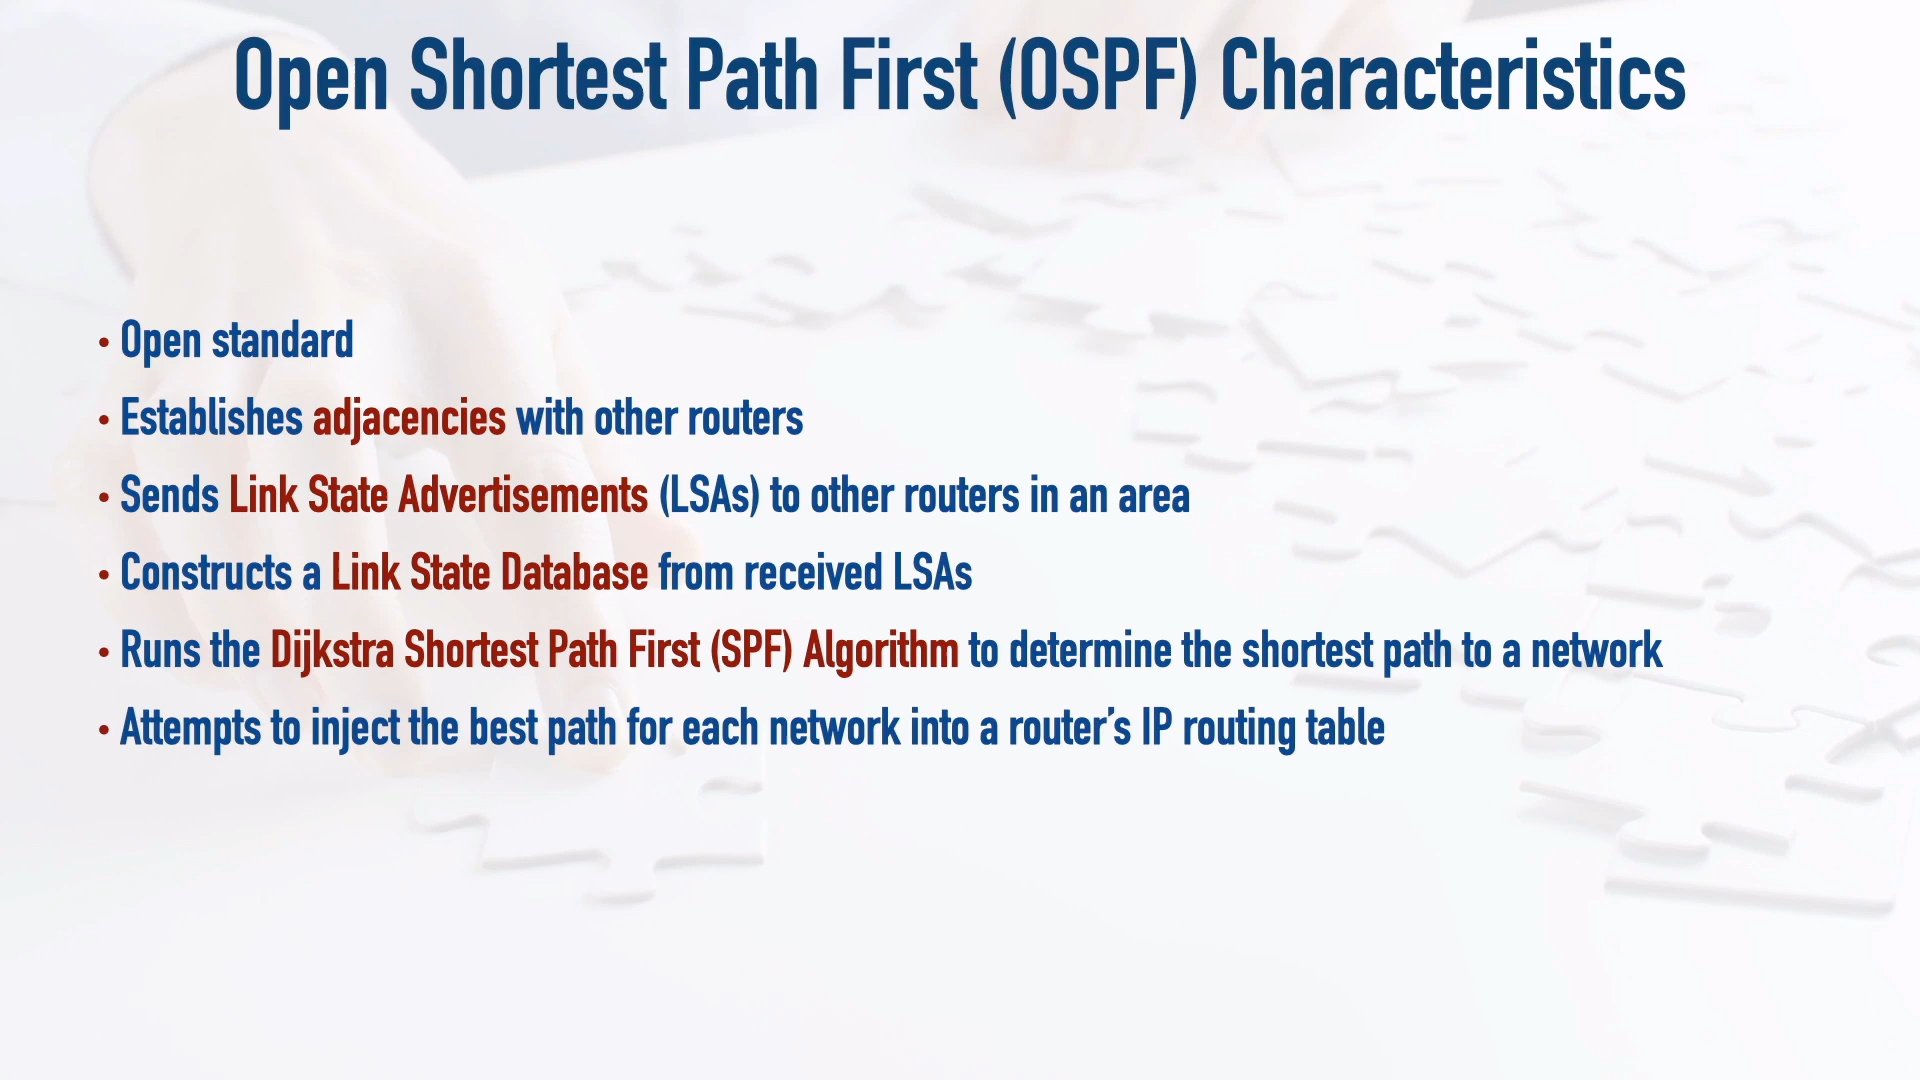 Open Shortest Path First (OSPF) Characteristics
• Open standard
• Establishes adjacencies with other routers
• Sends Link State Advertisements (LSAs) to other routers in an area
• Constructs a Link State Database from received LSAs
• Runs the Dijkstra Shortest Path First (SPF) Algorithm to determine the shortest path to a network
• Attempts to inject the best path for each network into a router’s IP routing table